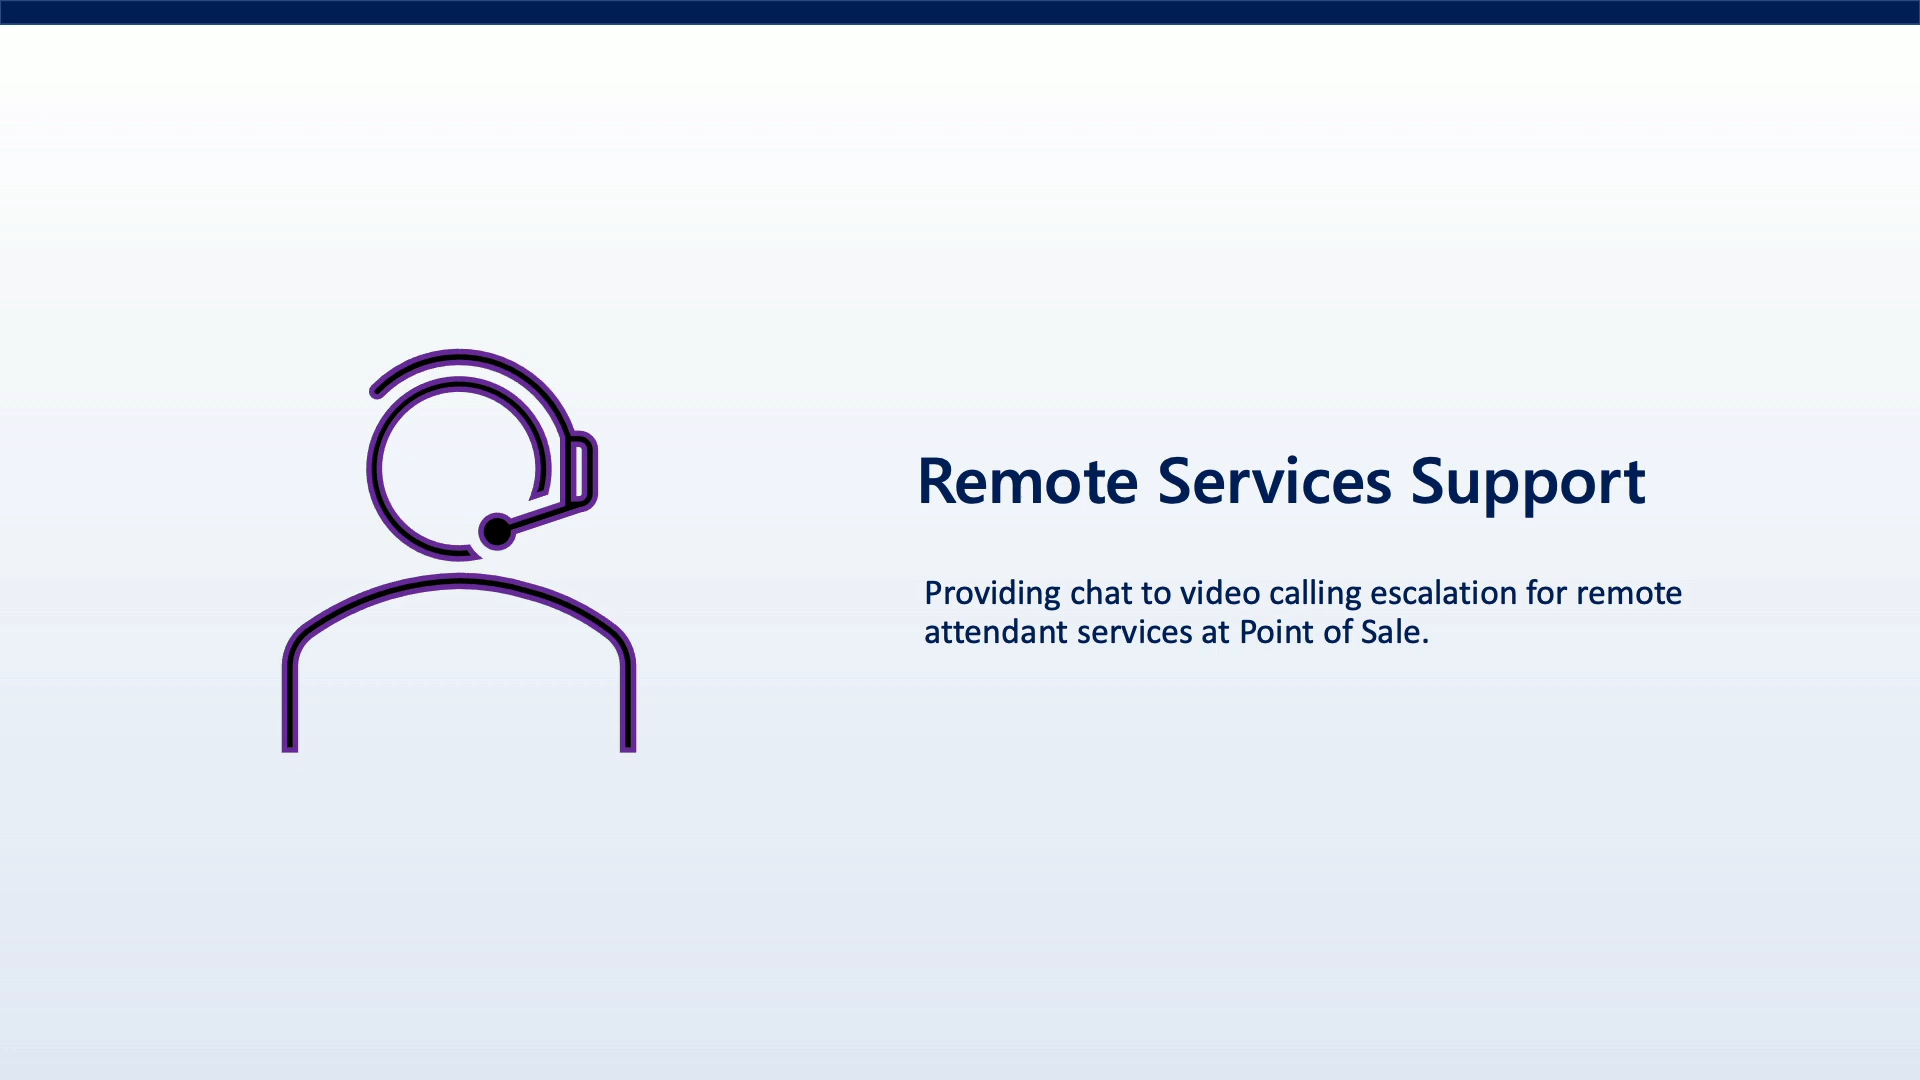 Remote Services Support
Providing chat to video calling escalation for remote
attendant services at Point of Sale.